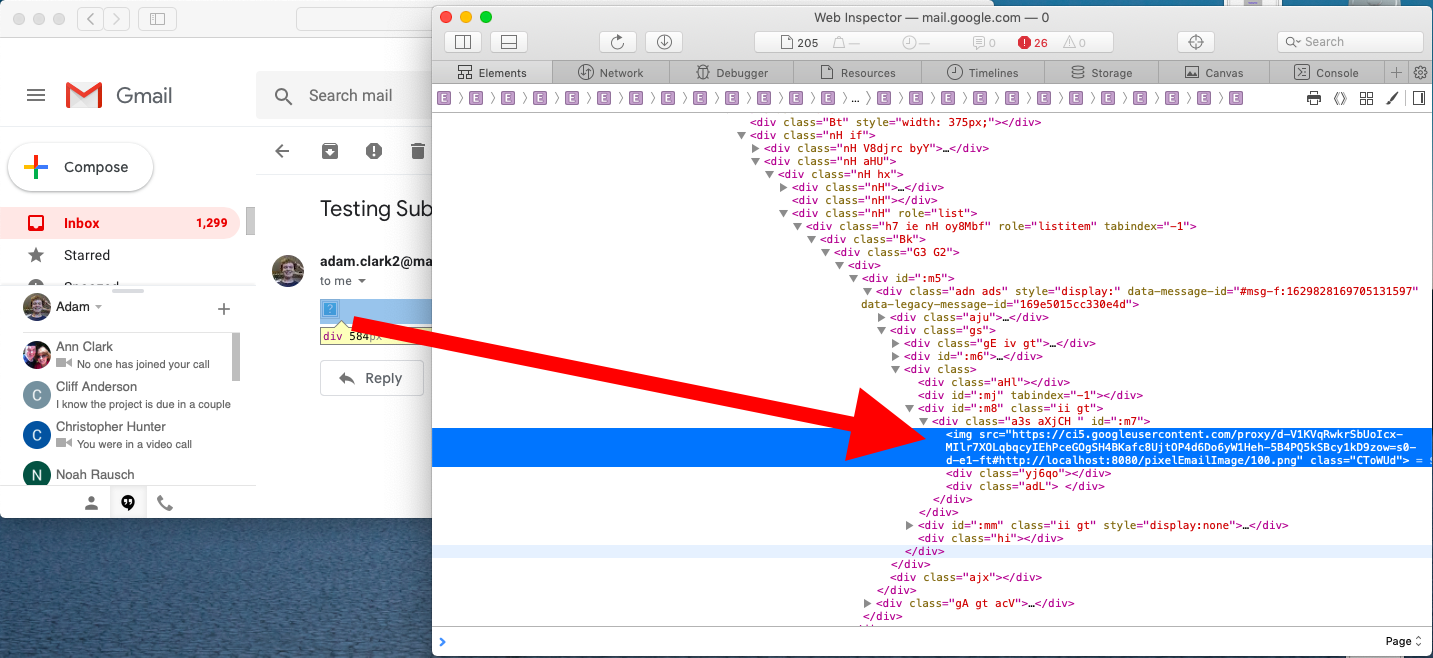 Web Inspector — mail.google.com — 0
205
—
—
0
26
0
Search
Elements
Network
Debugger
Resources
Timelines
Storage
Canvas
Console
E E E E E E E E E E E E E … E E E E E E E E E E E E
Gmail
Search mail
Compose
Inbox 1,299
Starred
Testing Sub
adam.clark2@ma
to me
div 584px
Reply
Adam
Ann Clark
No one has joined your call
C
Cliff Anderson
I know the project is due in a couple
C
Christopher Hunter
You were in a video call
N
Noah Rausch
<div class="Bt" style="width: 375px;"></div>
<div class="nH if">
<div class="nH V8djrc byY">…</div>
<div class="nH aHU">
<div class="nH hx">
<div class="nH">…</div>
<div class="nH"></div>
<div class="nH" role="list">
<div class="h7 ie nH oy8Mbf" role="listitem" tabindex="-1">
<div class="Bk">
<div class="G3 G2">
<div>
<div id=":m5">
<div class="adn ads" style="display:" data-message-id="#msg-f:1629828169705131597"
data-legacy-message-id="169e5015cc330e4d">
<div class="aju">…</div>
<div class="gs">
<div class="gE iv gt">…</div>
<div id=":m6">…</div>
<div class>
<div class="aHl"></div>
<div id=":mj" tabindex="-1"></div>
<div id=":m8" class="ii gt">
<div class="a3s aXjCH " id=":m7">
<img src="https://ci5.googleusercontent.com/proxy/d-V1KVqRwkrSbUoIcx-
MIlr7XOLqbqcyIEhPceGOgSH4BKafc8UjtOP4d6Do6yW1Heh-5B4PQ5kSBcy1kD9zow=s0-
d-e1-ft#http://localhost:8080/pixelEmailImage/100.png" class="CToWUd"> =
<div class="yj6qo"></div>
<div class="adL"> </div>
</div>
</div>
<div id=":mm" class="ii gt" style="display:none">…</div>
<div class="hi"></div>
</div>
</div>
<div class="ajx"></div>
</div>
<div class="gA gt acV">…</div>
</div>
Page